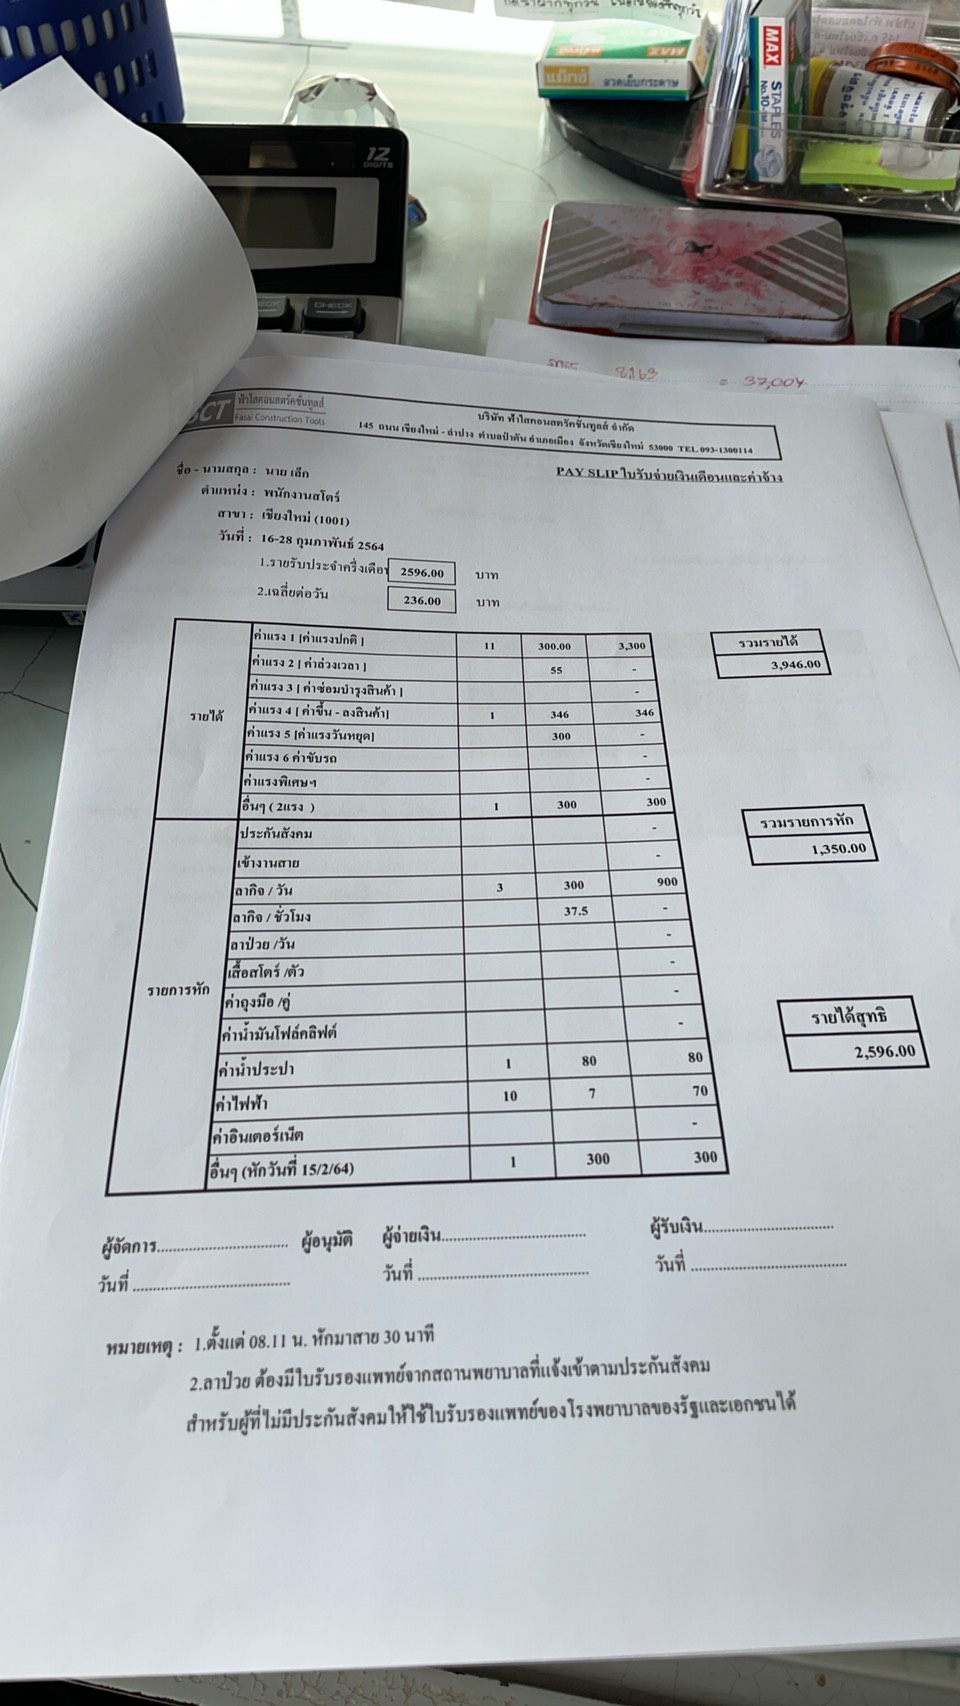 12
DIGITS
CHECK
แม็กซ์
ลวดเย็บกระดาษ
MAX
STAPLES
No.10-1M
8163 = 37,004
SCT ฟ้าใสคอนสตรัคชั่นทูลส์
Fasai Construction Tools
บริษัท ฟ้าใสคอนสตรัคชั่นทูลส์ จำกัด
145 ถนน เชียงใหม่ - ลำปาง ตำบลป่าตัน อำเภอเมือง จังหวัดเชียงใหม่ 53000 TEL 093-1300114
PAY SLIP ใบรับจ่ายเงินเดือนและค่าจ้าง
ชื่อ - นามสกุล : นาย เล็ก
ตำแหน่ง : พนักงานสโตร์
สาขา : เชียงใหม่ (1001)
วันที่ : 16-28 กุมภาพันธ์ 2564
1.รายรับประจำครึ่งเดือน 2596.00 บาท
2.เฉลี่ยต่อวัน 236.00 บาท
รายได้
ค่าแรง 1 [ค่าแรงปกติ ] 11 300.00 3,300
ค่าแรง 2 [ ค่าล่วงเวลา ] 55 -
ค่าแรง 3 [ ค่าซ่อมบำรุงสินค้า ] -
ค่าแรง 4 [ ค่าขึ้น - ลงสินค้า] 1 346 346
ค่าแรง 5 [ค่าแรงวันหยุด] 300 -
ค่าแรง 6 ค่าขับรถ -
ค่าแรงพิเศษฯ -
อื่นๆ ( 2แรง ) 1 300 300
รวมรายได้
3,946.00
รายการหัก
ประกันสังคม -
เข้างานสาย -
ลากิจ / วัน 3 300 900
ลากิจ / ชั่วโมง 37.5 -
ลาป่วย /วัน -
เสื้อสโตร์ /ตัว -
ค่าถุงมือ /คู่ -
ค่าน้ำมันโฟล์คลิฟต์ -
ค่าน้ำประปา 1 80 80
ค่าไฟฟ้า 10 7 70
ค่าอินเตอร์เน็ต -
อื่นๆ (หักวันที่ 15/2/64) 1 300 300
รวมรายการหัก
1,350.00
รายได้สุทธิ
2,596.00
ผู้จัดการ................................ ผู้อนุมัติ ผู้จ่ายเงิน................................ ผู้รับเงิน................................
วันที่ ................................ วันที่ ................................ วันที่ ................................
หมายเหตุ : 1.ตั้งแต่ 08.11 น. หักมาสาย 30 นาที
2.ลาป่วย ต้องมีใบรับรองแพทย์จากสถานพยาบาลที่แจ้งเข้าตามประกันสังคม
สำหรับผู้ที่ไม่มีประกันสังคมให้ใช้ใบรับรองแพทย์ของโรงพยาบาลของรัฐและเอกชนได้